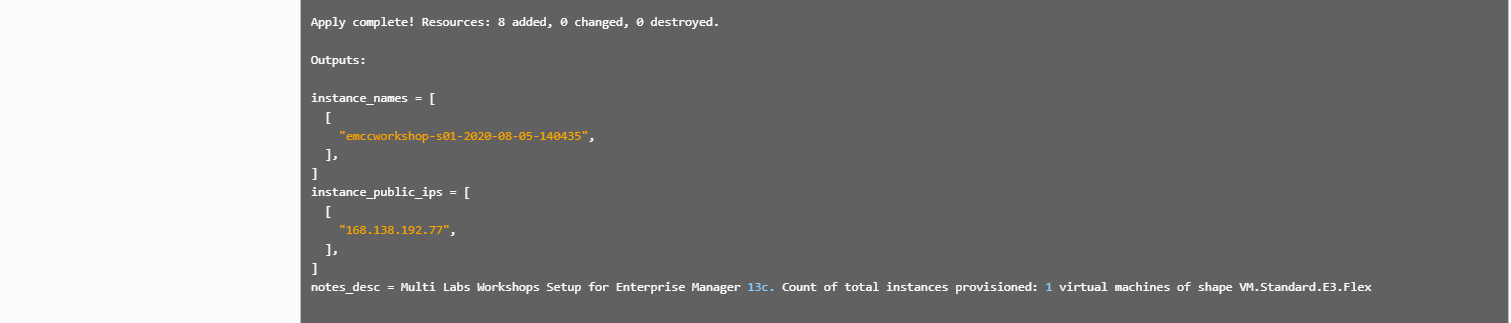 Apply complete! Resources: 8 added, 0 changed, 0 destroyed.
Outputs:
instance_names = [
[
"emccworkshop-s01-2020-08-05-140435",
],
]
instance_public_ips = [
[
"168.138.192.77",
],
]
notes_desc = Multi Labs Workshops Setup for Enterprise Manager 13c. Count of total instances provisioned: 1 virtual machines of shape VM.Standard.E3.Flex